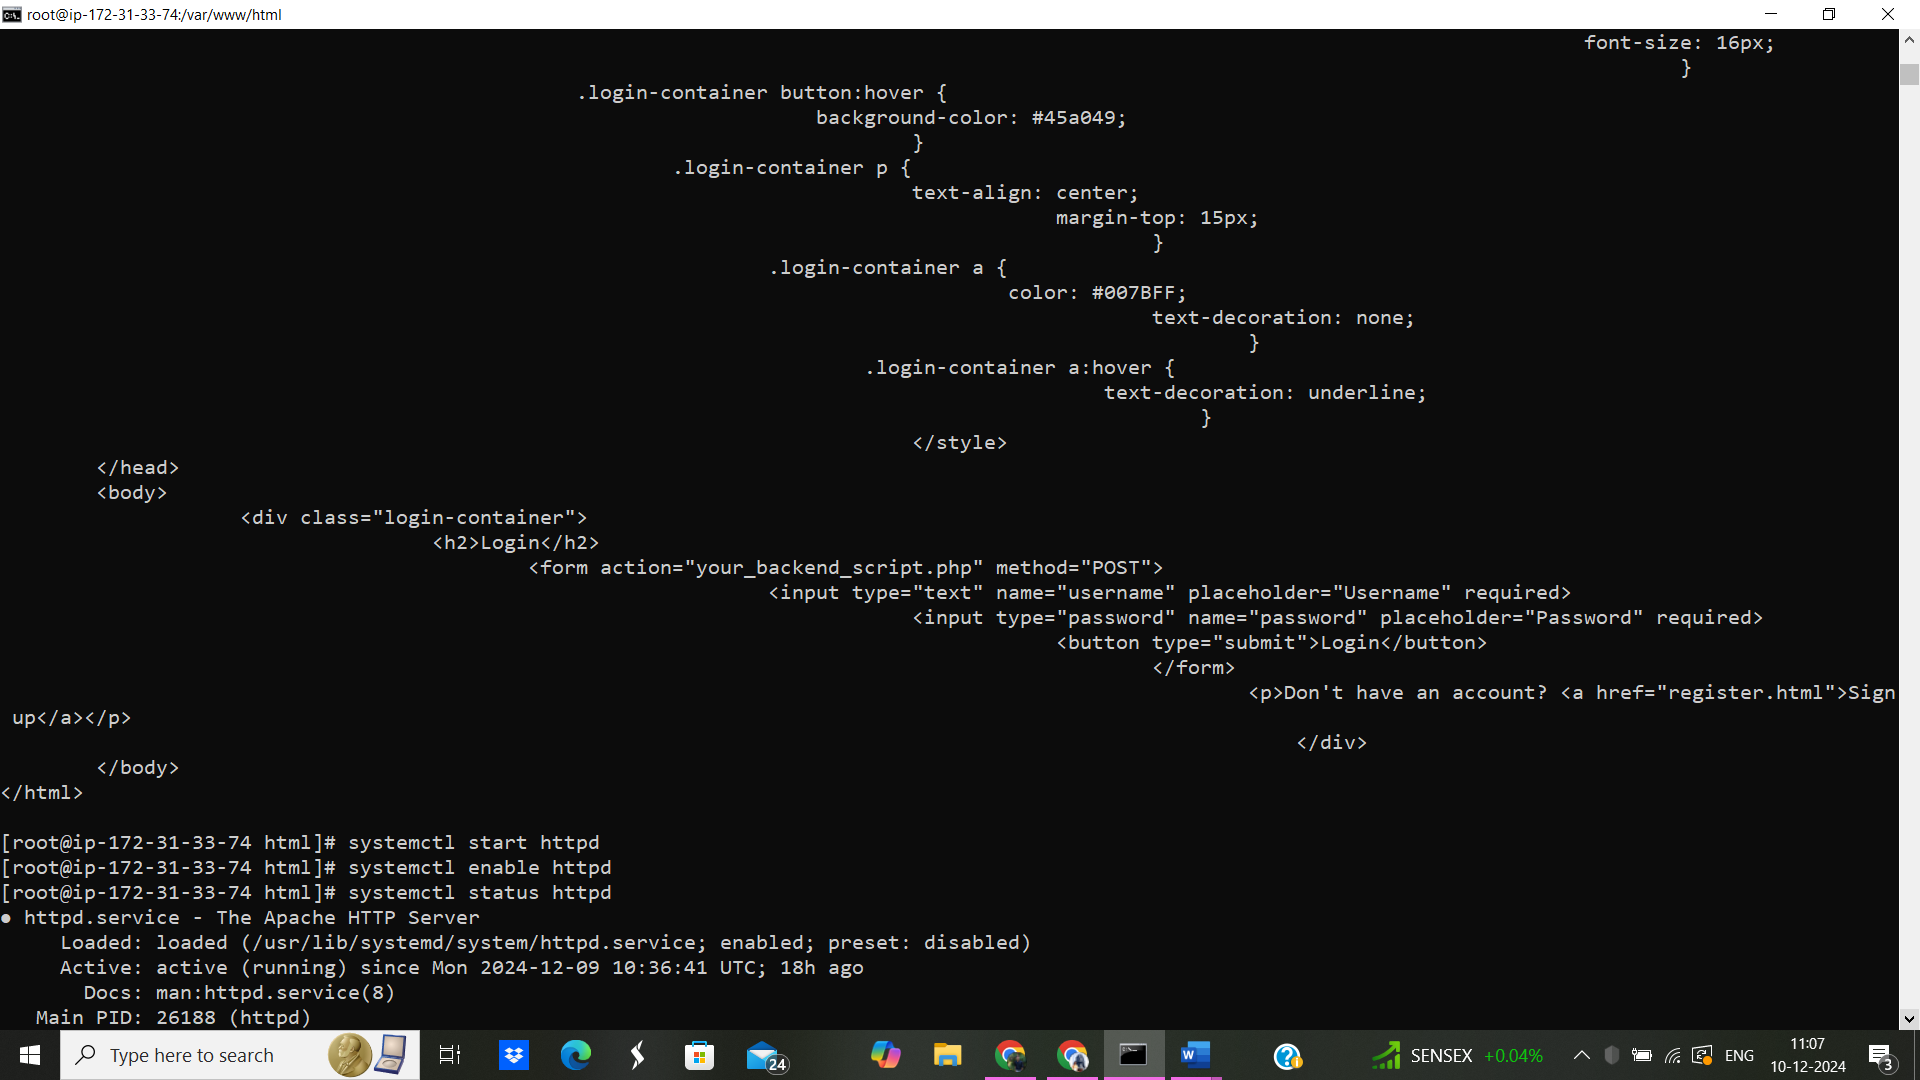 root@ip-172-31-33-74:/var/www/html
font-size: 16px;
}
.login-container button:hover {
background-color: #45a049;
}
.login-container p {
text-align: center;
margin-top: 15px;
}
.login-container a {
color: #007BFF;
text-decoration: none;
}
.login-container a:hover {
text-decoration: underline;
}
</style>
</head>
<body>
<div class="login-container">
<h2>Login</h2>
<form action="your_backend_script.php" method="POST">
<input type="text" name="username" placeholder="Username" required>
<input type="password" name="password" placeholder="Password" required>
<button type="submit">Login</button>
</form>
<p>Don't have an account? <a href="register.html">Sign
up</a></p>
</div>
</body>
</html>
[root@ip-172-31-33-74 html]# systemctl start httpd
[root@ip-172-31-33-74 html]# systemctl enable httpd
[root@ip-172-31-33-74 html]# systemctl status httpd
● httpd.service - The Apache HTTP Server
Loaded: loaded (/usr/lib/systemd/system/httpd.service; enabled; preset: disabled)
Active: active (running) since Mon 2024-12-09 10:36:41 UTC; 18h ago
Docs: man:httpd.service(8)
Main PID: 26188 (httpd)
Type here to search
24
SENSEX +0.04%
ENG
11:07
10-12-2024
3